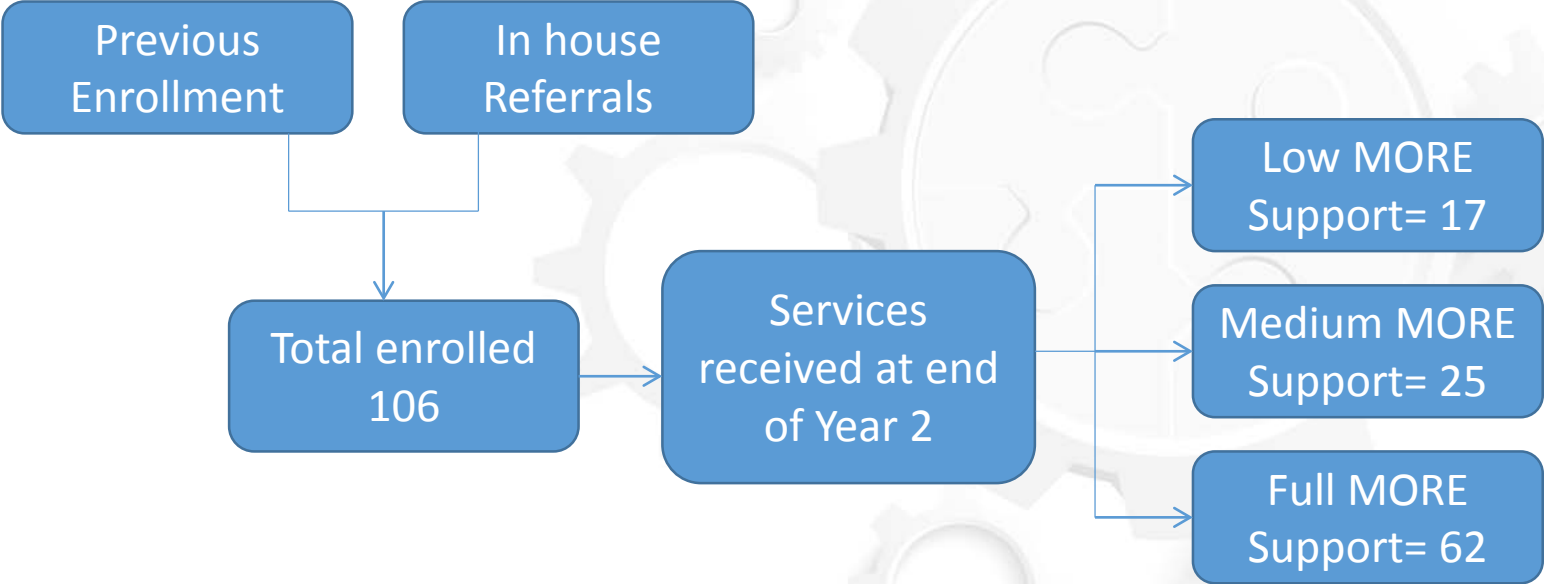 Previous
Enrollment
In house
Referrals
Total enrolled
106
Services
received at end
of Year 2
Low MORE
Support= 17
Medium MORE
Support= 25
Full MORE
Support= 62